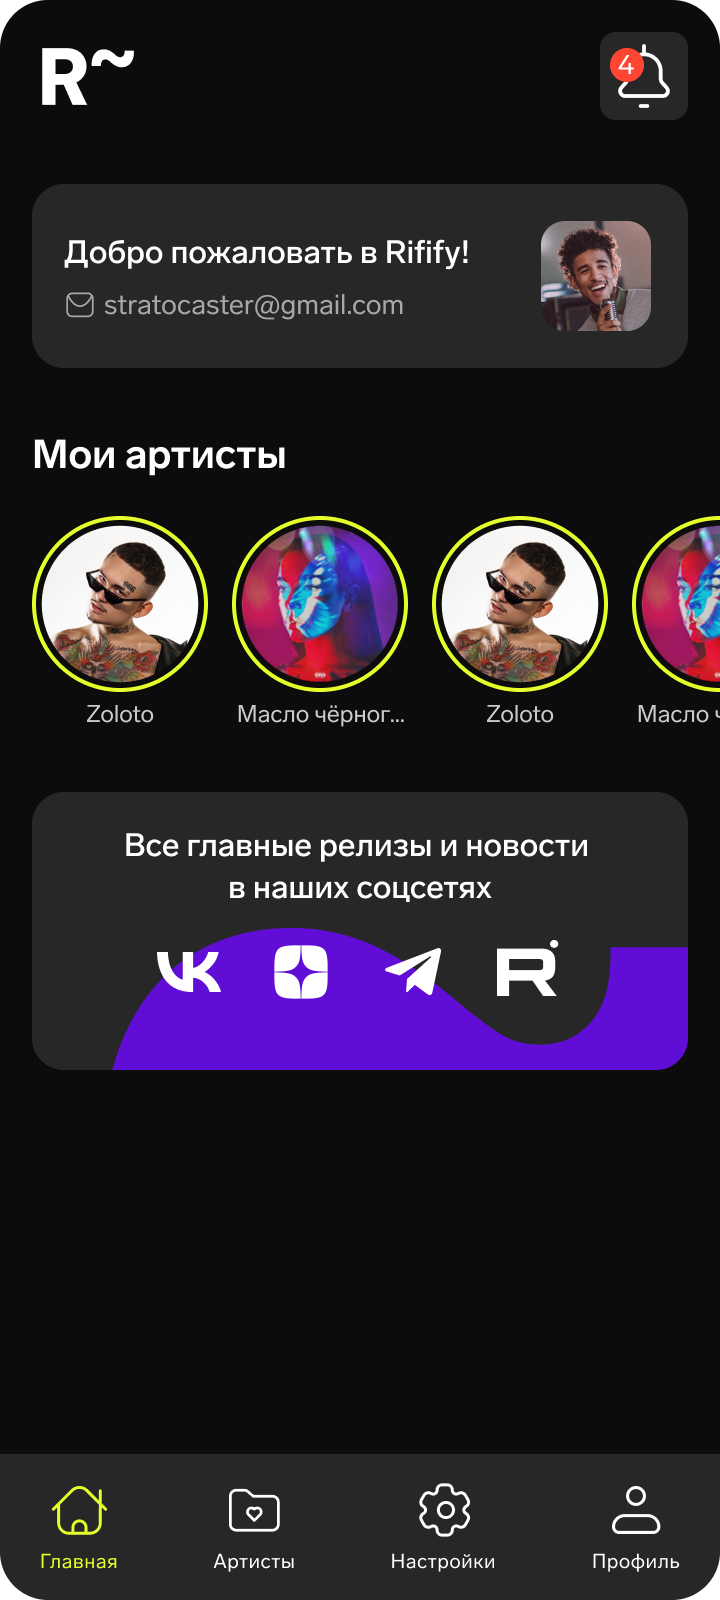 R~
4
Добро пожаловать в Rifify!
stratocaster@gmail.com
Мои артисты
Zoloto
Масло чёрног...
Zoloto
Масло ч
Все главные релизы и новости
в наших соцсетях
Главная
Артисты
Настройки
Профиль